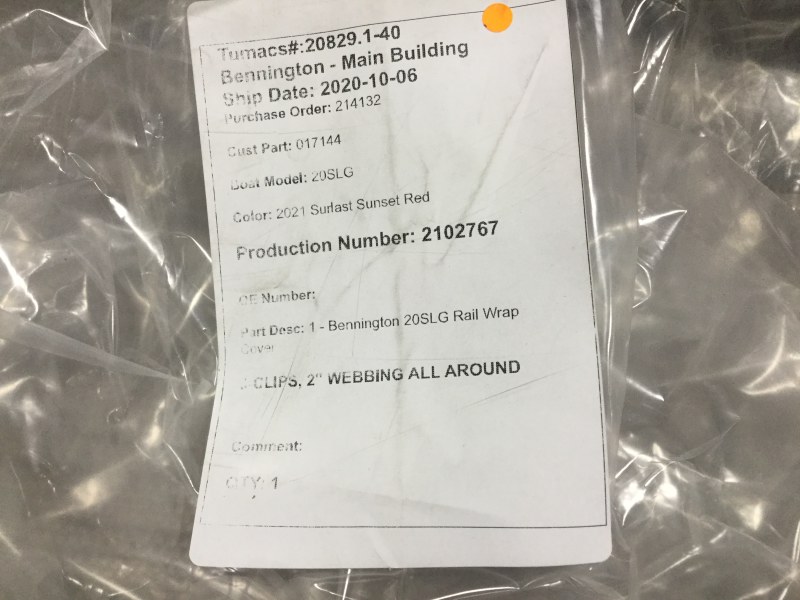 Tumacs#:20829.1-40
Bennington - Main Building
Ship Date: 2020-10-06
Purchase Order: 214132
Cust Part: 017144
Boat Model: 20SLG
Color: 2021 Surlast Sunset Red
Production Number: 2102767
OE Number:
Part Desc: 1 - Bennington 20SLG Rail Wrap
Cover
CLIPS, 2" WEBBING ALL AROUND
Comment:
QTY: 1